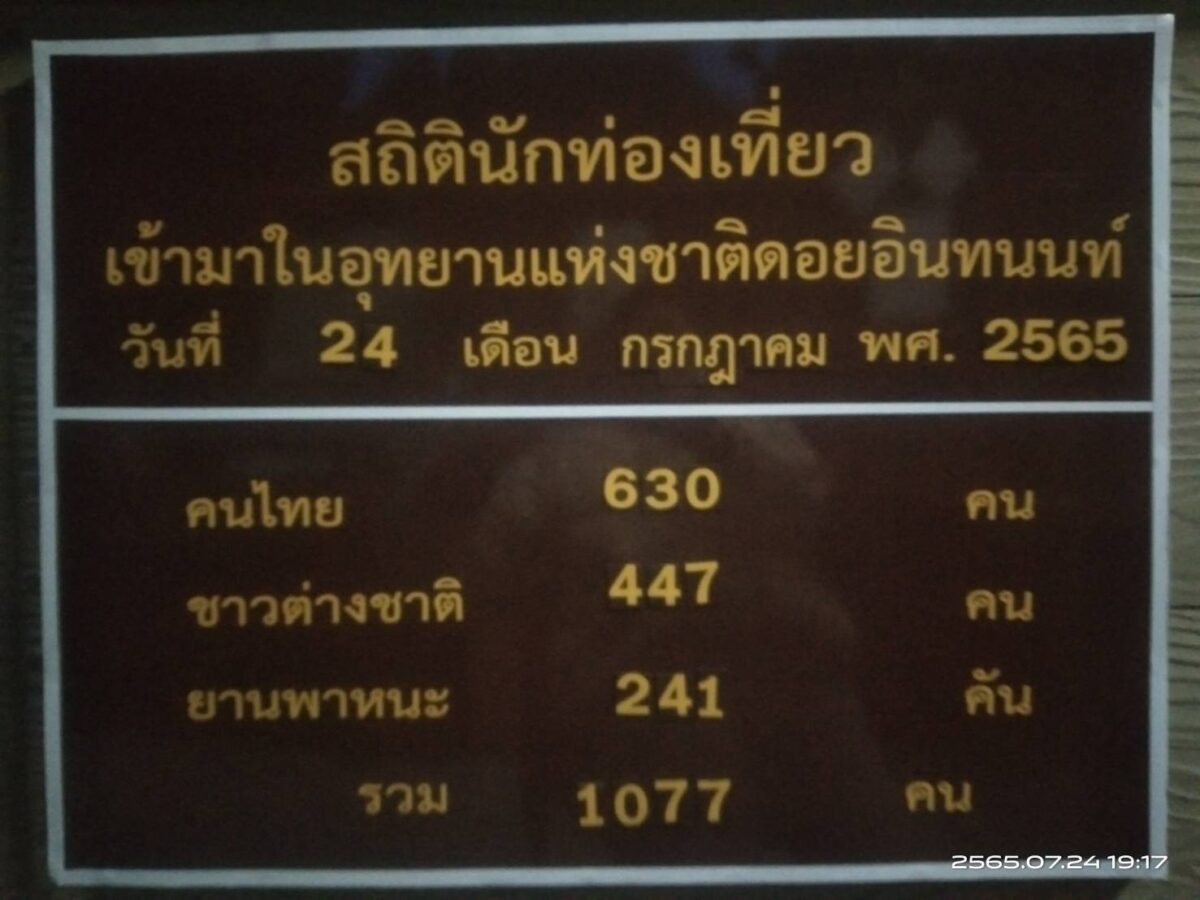 สถิตินักท่องเที่ยว
เข้ามาในอุทยานแห่งชาติดอยอินทนนท์
วันที่ 24 เดือน กรกฎาคม พศ. 2565
คนไทย 630 คน
ชาวต่างชาติ 447 คน
ยานพาหนะ 241 คัน
รวม 1077 คน
2565.07.24 19:17